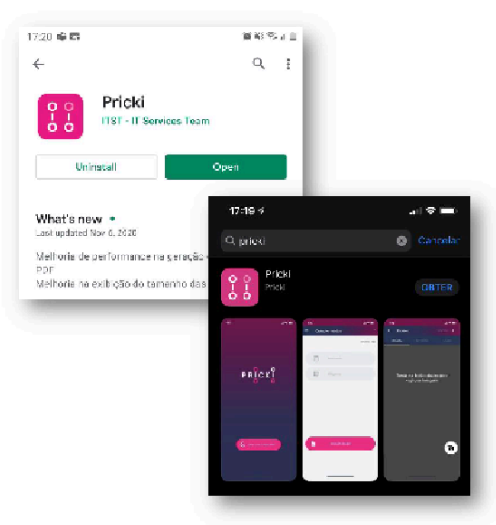 17:20
Pricki
ITST - IT Services Team
Uninstall
Open
What's new
Last updated Nov 6, 2020
Melhoria de performance na geração
PDF
Melhoria na exibição do tamanho das
17:19
pricki
Cancelar
Pricki
Pricki
OBTER
PRICKI